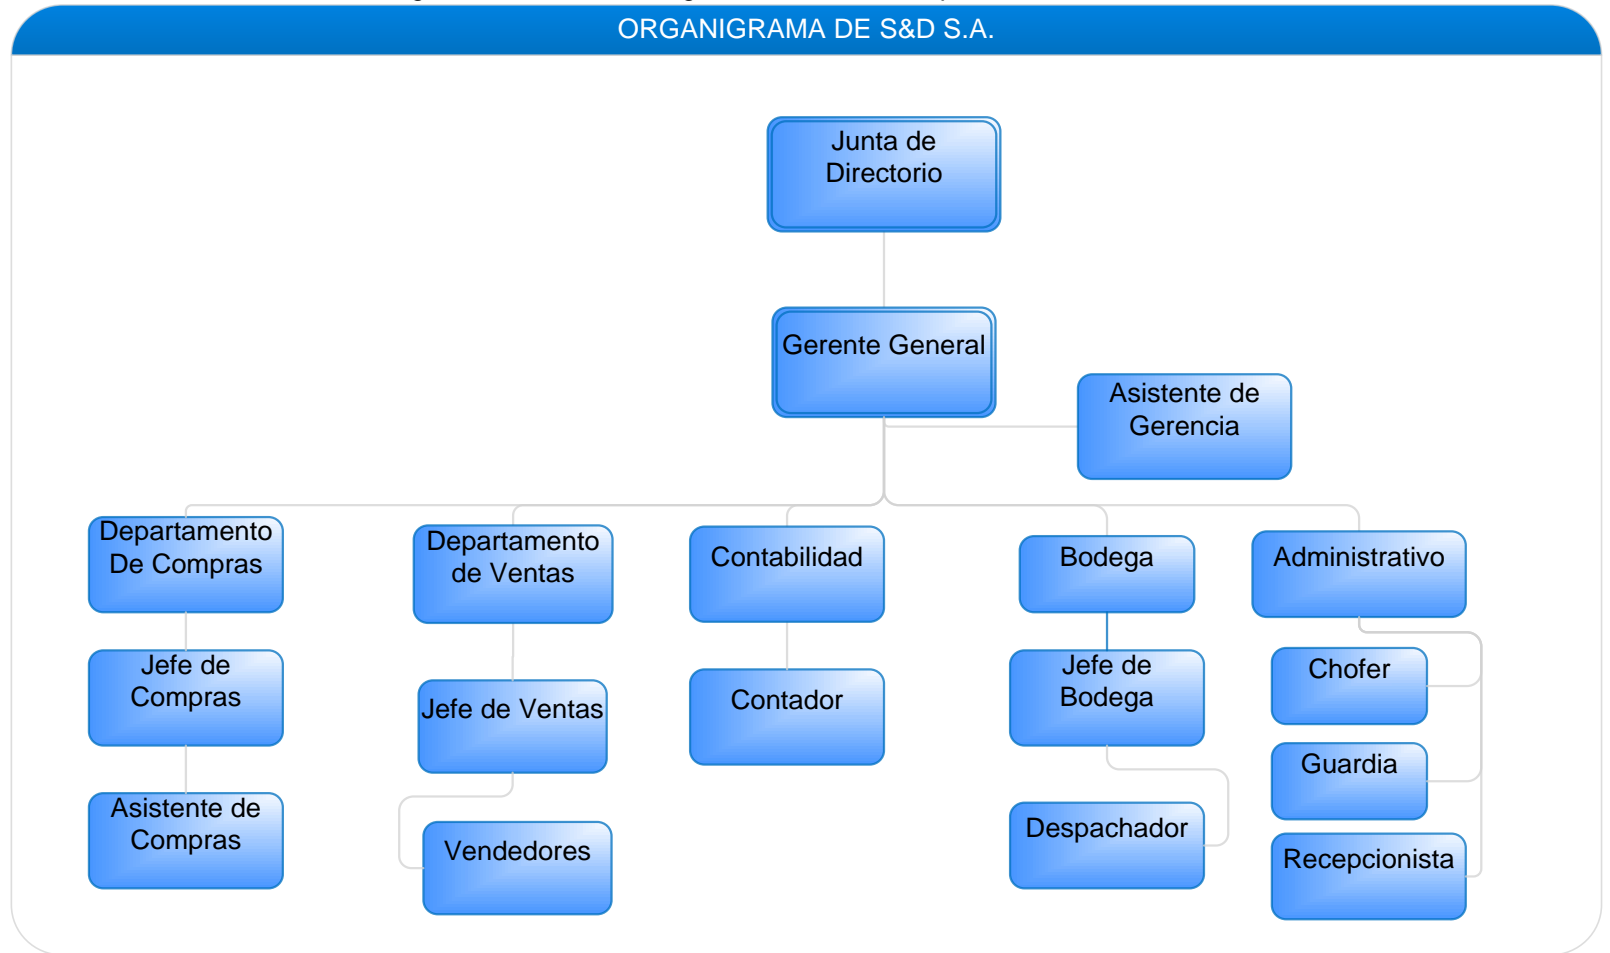 ORGANIGRAMA DE S&D S.A.
Junta de
Directorio
Gerente General
Asistente de
Gerencia
Departamento
De Compras
Departamento
de Ventas
Contabilidad
Bodega
Administrativo
Jefe de
Compras
Jefe de Ventas
Contador
Jefe de
Bodega
Chofer
Guardia
Asistente de
Compras
Vendedores
Despachador
Recepcionista